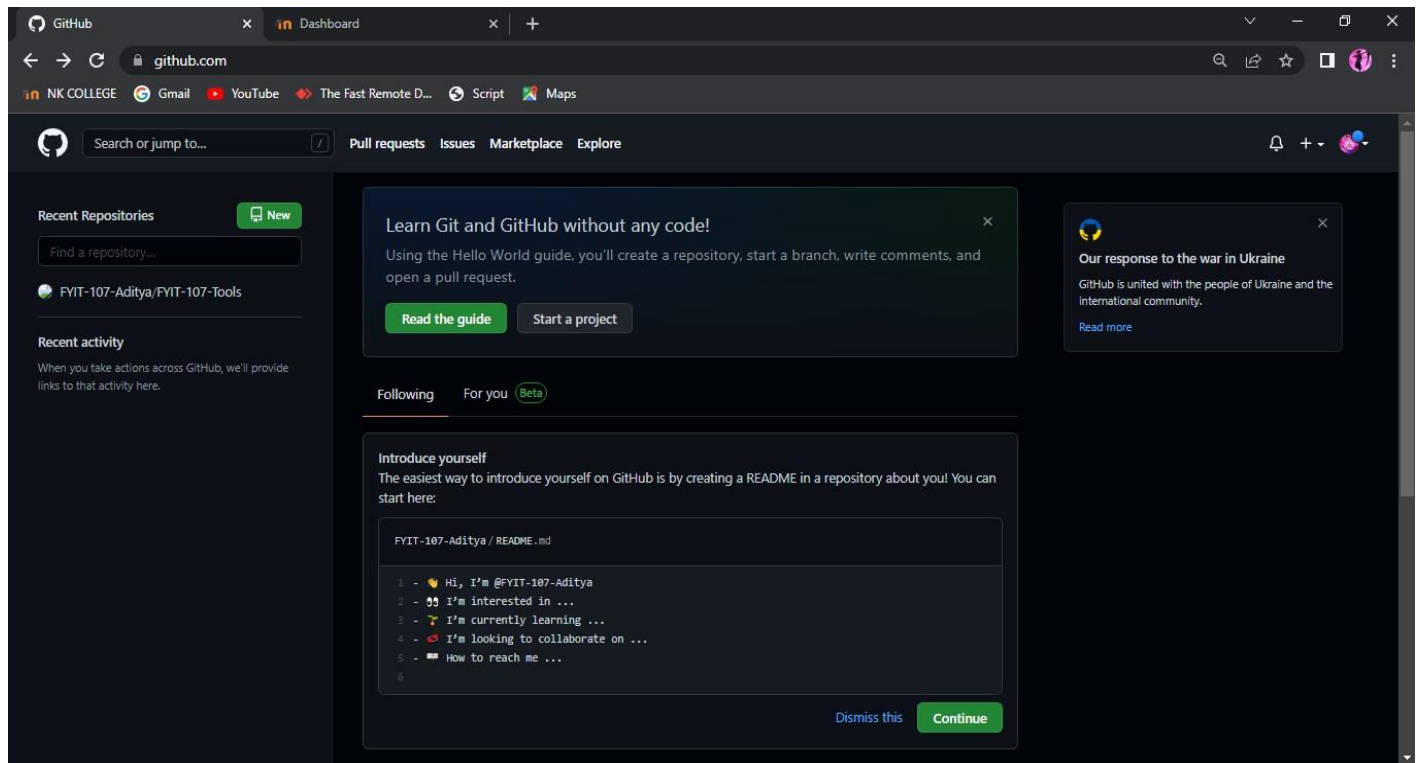 GitHub
Dashboard
github.com
NK COLLEGE Gmail YouTube The Fast Remote D... Script Maps
Search or jump to... / Pull requests Issues Marketplace Explore
Recent Repositories
New
Find a repository...
FYIT-107-Aditya/FYIT-107-Tools
Recent activity
When you take actions across GitHub, we'll provide
links to that activity here.
Learn Git and GitHub without any code!
Using the Hello World guide, you'll create a repository, start a branch, write comments, and
open a pull request.
Read the guide
Start a project
Following
For you Beta
Introduce yourself
The easiest way to introduce yourself on GitHub is by creating a README in a repository about you! You can
start here:
FYIT-107-Aditya/README.md
1 - 👋 Hi, I'm @FYIT-107-Aditya
2 - 👀 I'm interested in ...
3 - 🌱 I'm currently learning ...
4 - 💞️ I'm looking to collaborate on ...
5 - 📫 How to reach me ...
6
Dismiss this
Continue
Our response to the war in Ukraine
GitHub is united with the people of Ukraine and the
international community.
Read more